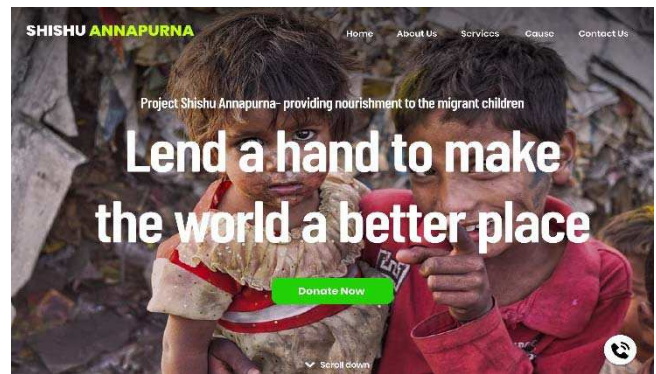 SHISHU ANNAPURNA
Home About Us Services Cause Contact Us
Project Shishu Annapurna- providing nourishment to the migrant children
Lend a hand to make
the world a better place
Donate Now
Scroll down